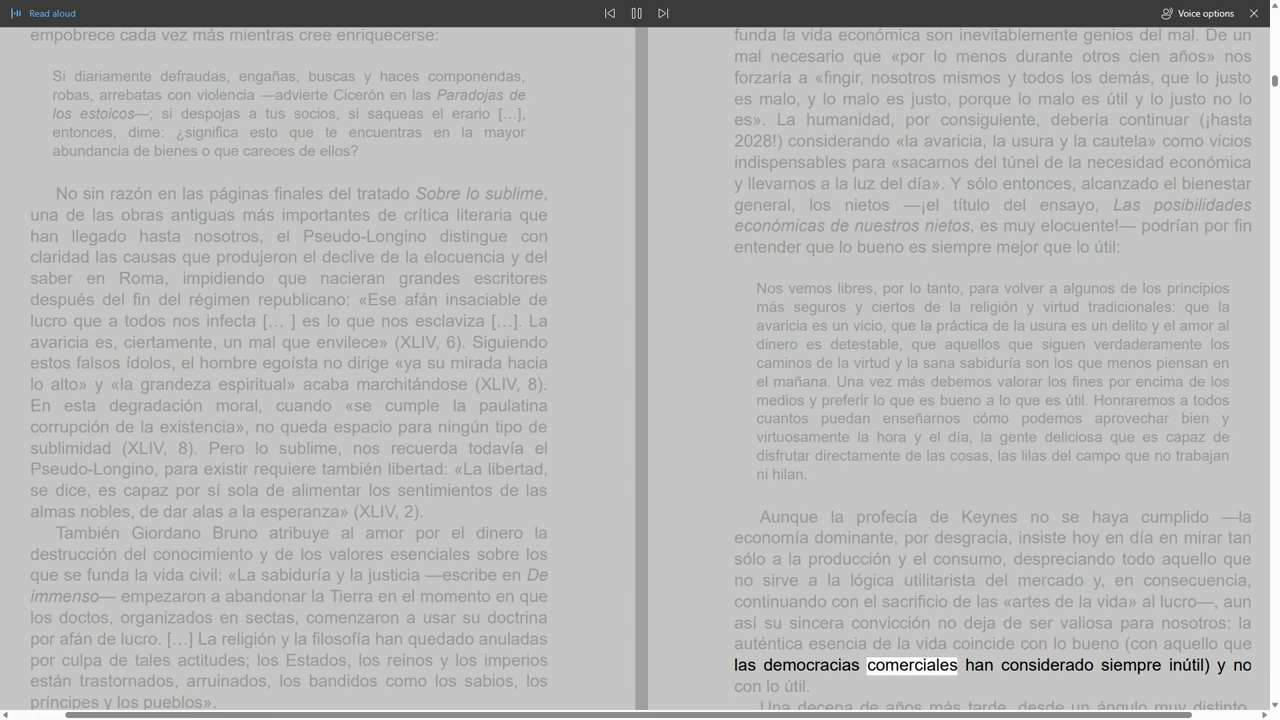 Read aloud
Voice options
empobrece cada vez más mientras cree enriquecerse:
Si diariamente defraudas, engañas, buscas y haces componendas,
robas, arrebatas con violencia —advierte Cicerón en las Paradojas de
los estoicos—; si despojas a tus socios, si saqueas el erario […],
entonces, dime: ¿significa esto que te encuentras en la mayor
abundancia de bienes o que careces de ellos?
No sin razón en las páginas finales del tratado Sobre lo sublime,
una de las obras antiguas más importantes de crítica literaria que
han llegado hasta nosotros, el Pseudo-Longino distingue con
claridad las causas que produjeron el declive de la elocuencia y del
saber en Roma, impidiendo que nacieran grandes escritores
después del fin del régimen republicano: «Ese afán insaciable de
lucro que a todos nos infecta [… ] es lo que nos esclaviza […]. La
avaricia es, ciertamente, un mal que envilece» (XLIV, 6). Siguiendo
estos falsos ídolos, el hombre egoísta no dirige «ya su mirada hacia
lo alto» y «la grandeza espiritual» acaba marchitándose (XLIV, 8).
En esta degradación moral, cuando «se cumple la paulatina
corrupción de la existencia», no queda espacio para ningún tipo de
sublimidad (XLIV, 8). Pero lo sublime, nos recuerda todavía el
Pseudo-Longino, para existir requiere también libertad: «La libertad,
se dice, es capaz por sí sola de alimentar los sentimientos de las
almas nobles, de dar alas a la esperanza» (XLIV, 2).
También Giordano Bruno atribuye al amor por el dinero la
destrucción del conocimiento y de los valores esenciales sobre los
que se funda la vida civil: «La sabiduría y la justicia —escribe en De
immenso— empezaron a abandonar la Tierra en el momento en que
los doctos, organizados en sectas, comenzaron a usar su doctrina
por afán de lucro. […] La religión y la filosofía han quedado anuladas
por culpa de tales actitudes; los Estados, los reinos y los imperios
están trastornados, arruinados, los bandidos como los sabios, los
príncipes y los pueblos».
funda la vida económica son inevitablemente genios del mal. De un
mal necesario que «por lo menos durante otros cien años» nos
forzaría a «fingir, nosotros mismos y todos los demás, que lo justo
es malo, y lo malo es justo, porque lo malo es útil y lo justo no lo
es». La humanidad, por consiguiente, debería continuar (¡hasta
2028!) considerando «la avaricia, la usura y la cautela» como vicios
indispensables para «sacarnos del túnel de la necesidad económica
y llevarnos a la luz del día». Y sólo entonces, alcanzado el bienestar
general, los nietos —¡el título del ensayo, Las posibilidades
económicas de nuestros nietos, es muy elocuente!— podrían por fin
entender que lo bueno es siempre mejor que lo útil:
Nos vemos libres, por lo tanto, para volver a algunos de los principios
más seguros y ciertos de la religión y virtud tradicionales: que la
avaricia es un vicio, que la práctica de la usura es un delito y el amor al
dinero es detestable, que aquellos que siguen verdaderamente los
caminos de la virtud y la sana sabiduría son los que menos piensan en
el mañana. Una vez más debemos valorar los fines por encima de los
medios y preferir lo que es bueno a lo que es útil. Honraremos a todos
cuantos puedan enseñarnos cómo podemos aprovechar bien y
virtuosamente la hora y el día, la gente deliciosa que es capaz de
disfrutar directamente de las cosas, las lilas del campo que no trabajan
ni hilan.
Aunque la profecía de Keynes no se haya cumplido —la
economía dominante, por desgracia, insiste hoy en día en mirar tan
sólo a la producción y el consumo, despreciando todo aquello que
no sirve a la lógica utilitarista del mercado y, en consecuencia,
continuando con el sacrificio de las «artes de la vida» al lucro—, aun
así su sincera convicción no deja de ser valiosa para nosotros: la
auténtica esencia de la vida coincide con lo bueno (con aquello que
las democracias comerciales han considerado siempre inútil) y no
con lo útil.
Una decena de años más tarde, desde un ángulo muy distinto,